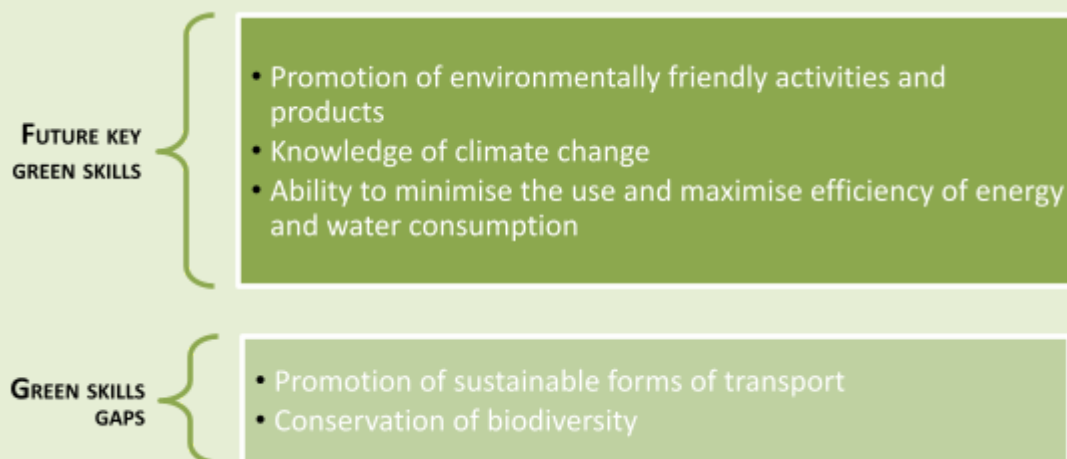 FUTURE KEY
GREEN SKILLS
• Promotion of environmentally friendly activities and
products
• Knowledge of climate change
• Ability to minimise the use and maximise efficiency of energy
and water consumption
GREEN SKILLS
GAPS
• Promotion of sustainable forms of transport
• Conservation of biodiversity